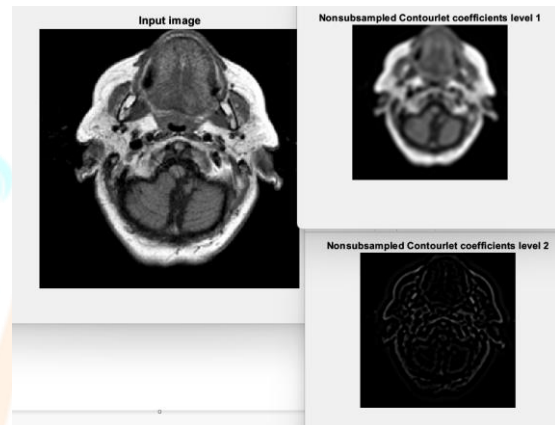 Input image
Nonsubsampled Contourlet coefficients level 1
Nonsubsampled Contourlet coefficients level 2